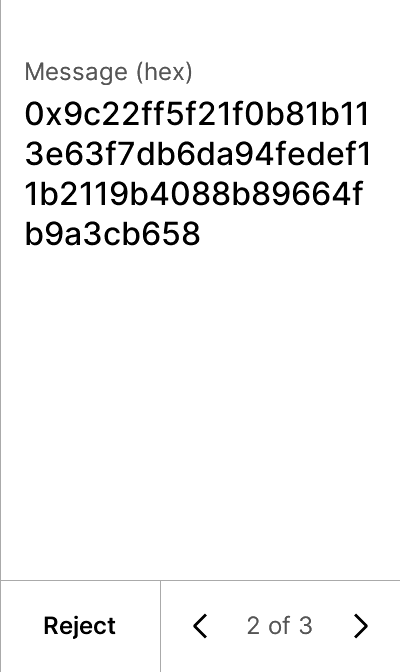 Message (hex)
0x9c22ff5f21f0b81b11
3e63f7db6da94fedef1
1b2119b4088b89664f
b9a3cb658
Reject
2 of 3